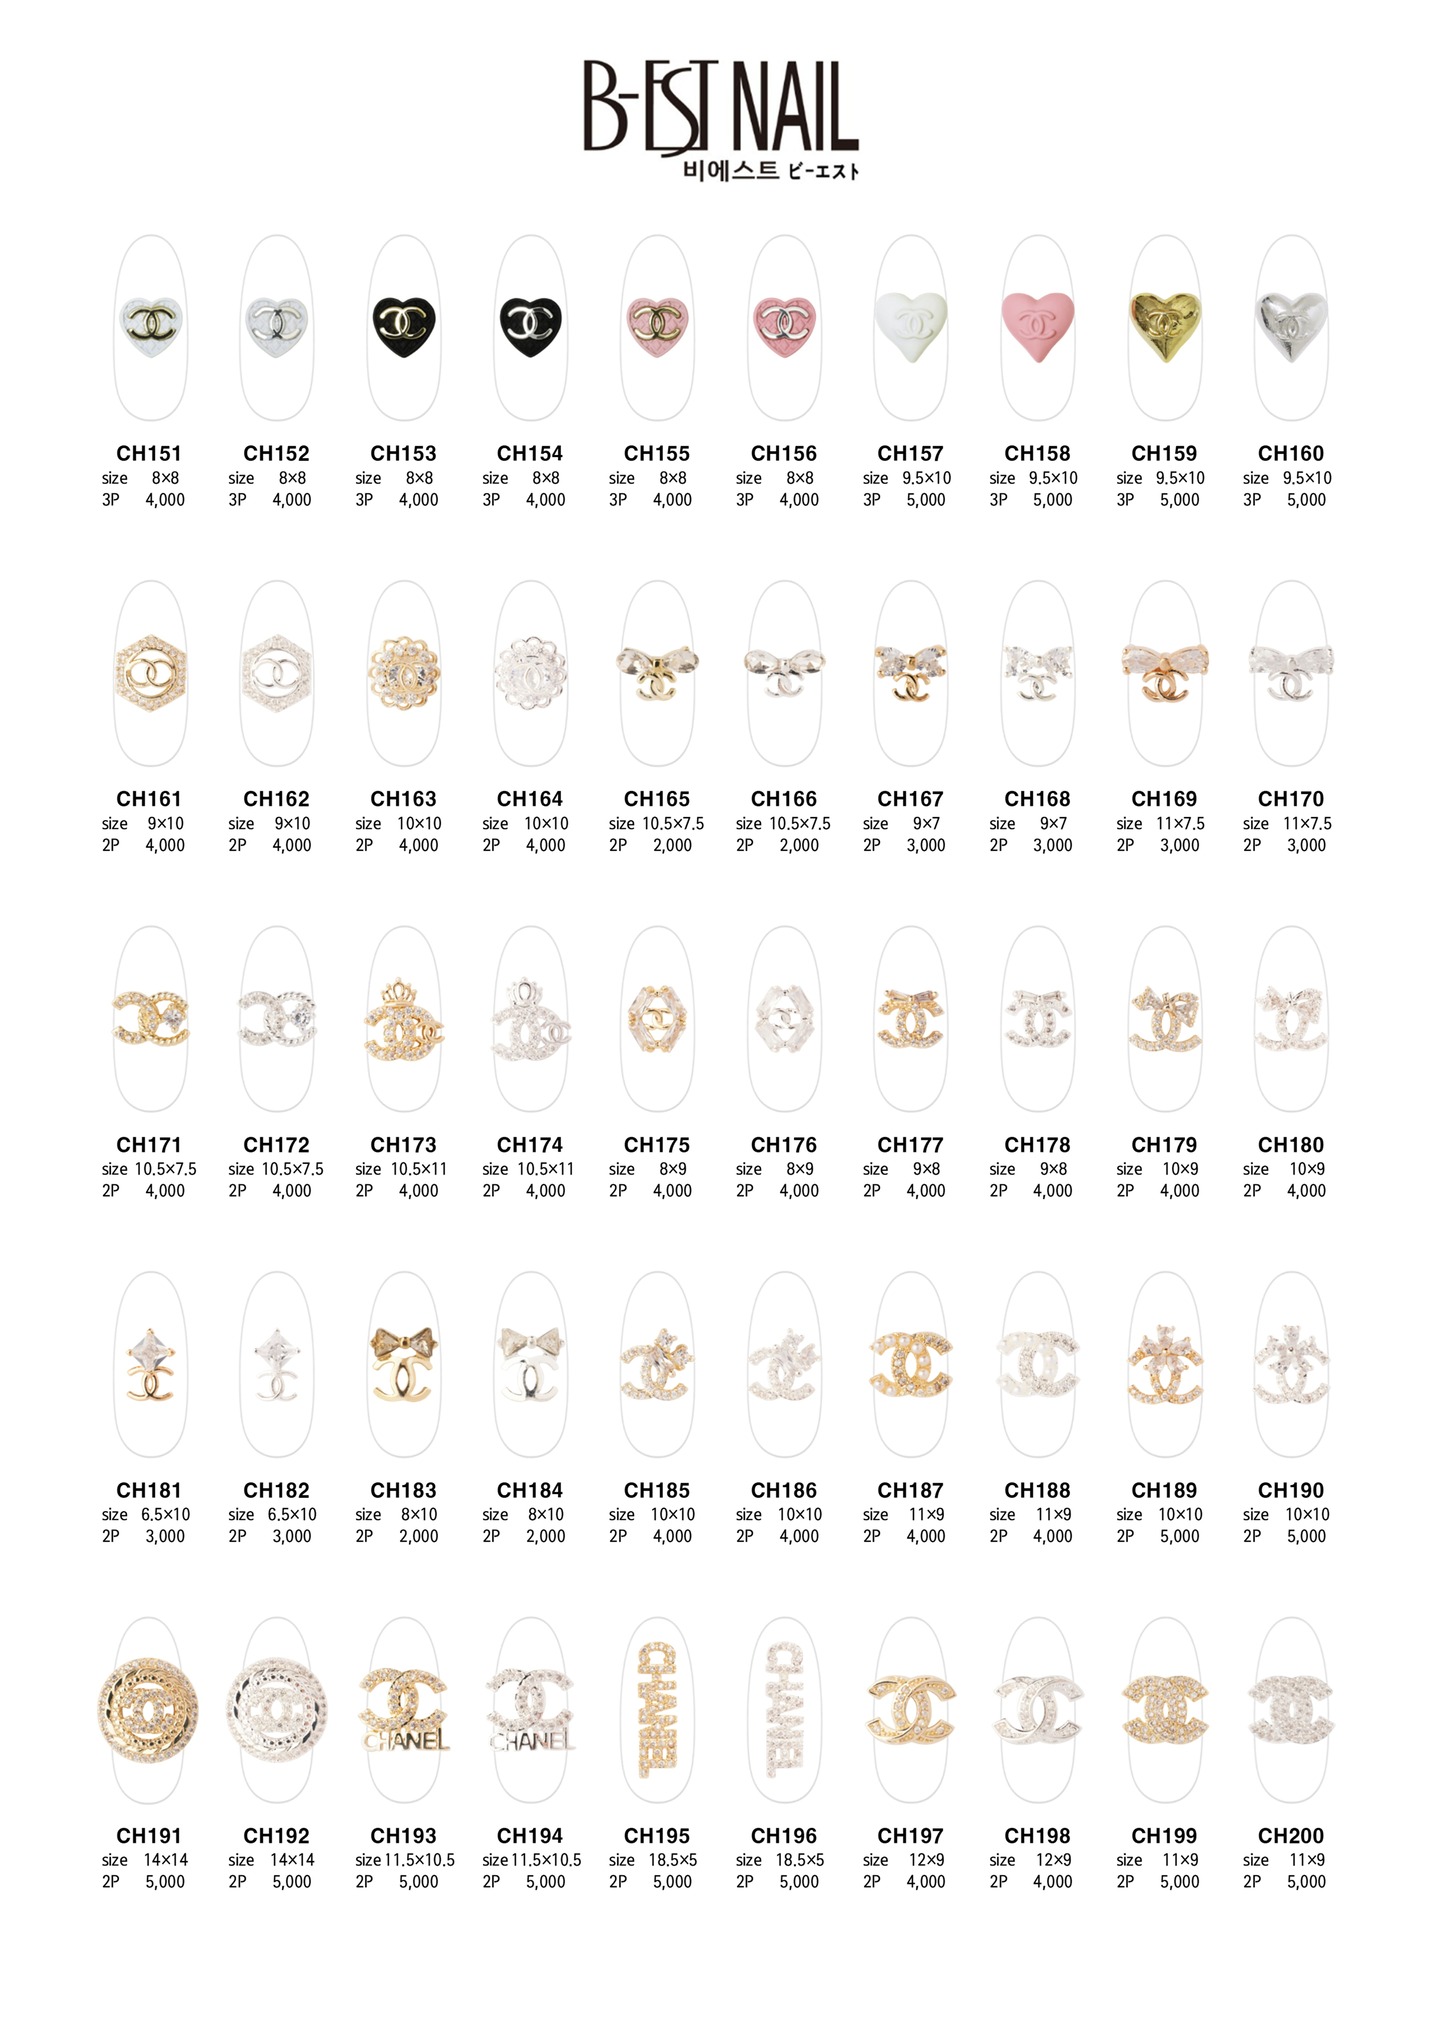 B-EST NAIL
비에스트 ビーエスト
CH151 CH152 CH153 CH154 CH155 CH156 CH157 CH158 CH159 CH160
size 8×8 size 8×8 size 8×8 size 8×8 size 8×8 size 8×8 size 9.5×10 size 9.5×10 size 9.5×10 size 9.5×10
3P 4,000 3P 4,000 3P 4,000 3P 4,000 3P 4,000 3P 4,000 3P 5,000 3P 5,000 3P 5,000 3P 5,000
CH161 CH162 CH163 CH164 CH165 CH166 CH167 CH168 CH169 CH170
size 9×10 size 9×10 size 10×10 size 10×10 size 10.5×7.5 size 10.5×7.5 size 9×7 size 9×7 size 11×7.5 size 11×7.5
2P 4,000 2P 4,000 2P 4,000 2P 4,000 2P 2,000 2P 2,000 2P 3,000 2P 3,000 2P 3,000 2P 3,000
CH171 CH172 CH173 CH174 CH175 CH176 CH177 CH178 CH179 CH180
size 10.5×7.5 size 10.5×7.5 size 10.5×11 size 10.5×11 size 8×9 size 8×9 size 9×8 size 9×8 size 10×9 size 10×9
2P 4,000 2P 4,000 2P 4,000 2P 4,000 2P 4,000 2P 4,000 2P 4,000 2P 4,000 2P 4,000 2P 4,000
CH181 CH182 CH183 CH184 CH185 CH186 CH187 CH188 CH189 CH190
size 6.5×10 size 6.5×10 size 8×10 size 8×10 size 10×10 size 10×10 size 11×9 size 11×9 size 10×10 size 10×10
2P 3,000 2P 3,000 2P 2,000 2P 2,000 2P 4,000 2P 4,000 2P 4,000 2P 4,000 2P 5,000 2P 5,000
CHANEL CHANEL CHANEL CHANEL
CH191 CH192 CH193 CH194 CH195 CH196 CH197 CH198 CH199 CH200
size 14×14 size 14×14 size 11.5×10.5 size 11.5×10.5 size 18.5×5 size 18.5×5 size 12×9 size 12×9 size 11×9 size 11×9
2P 5,000 2P 5,000 2P 5,000 2P 5,000 2P 5,000 2P 5,000 2P 4,000 2P 4,000 2P 5,000 2P 5,000